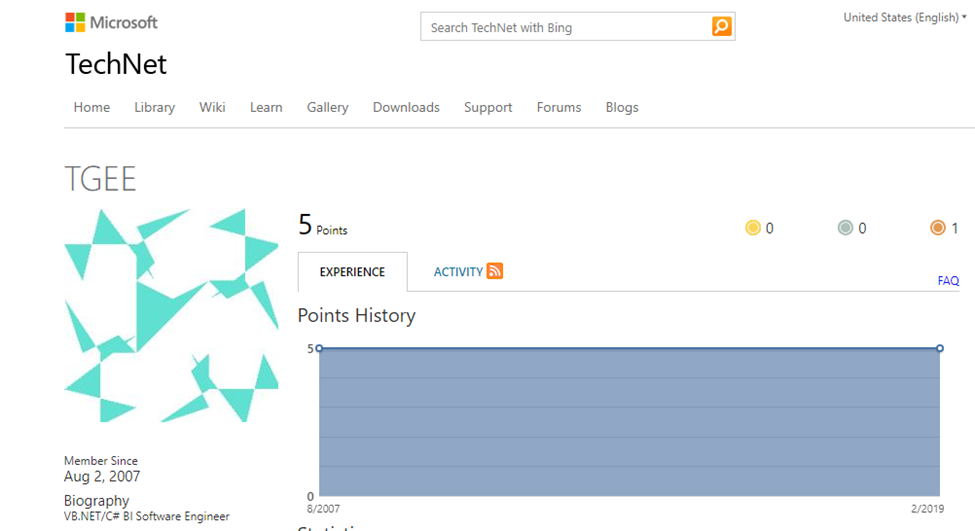 Microsoft
Search TechNet with Bing
United States (English)
TechNet
Home Library Wiki Learn Gallery Downloads Support Forums Blogs
TGEE
5 Points
0 0 1
EXPERIENCE ACTIVITY
FAQ
Points History
5
0
8/2007 2/2019
Member Since
Aug 2, 2007
Biography
VB.NET/C# BI Software Engineer